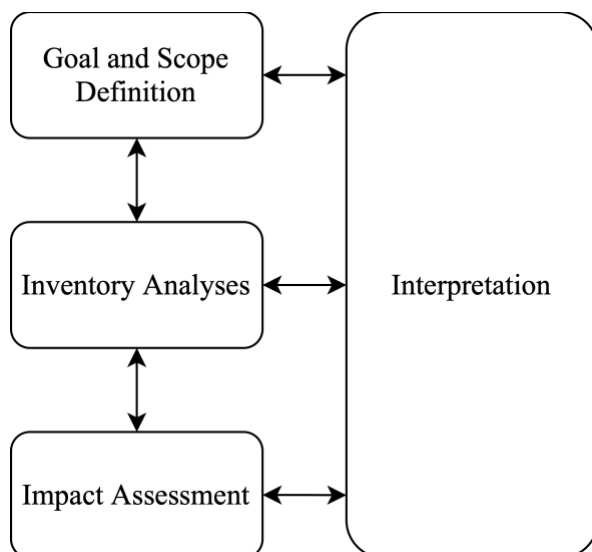 Goal and Scope
Definition
Inventory Analyses
Interpretation
Impact Assessment